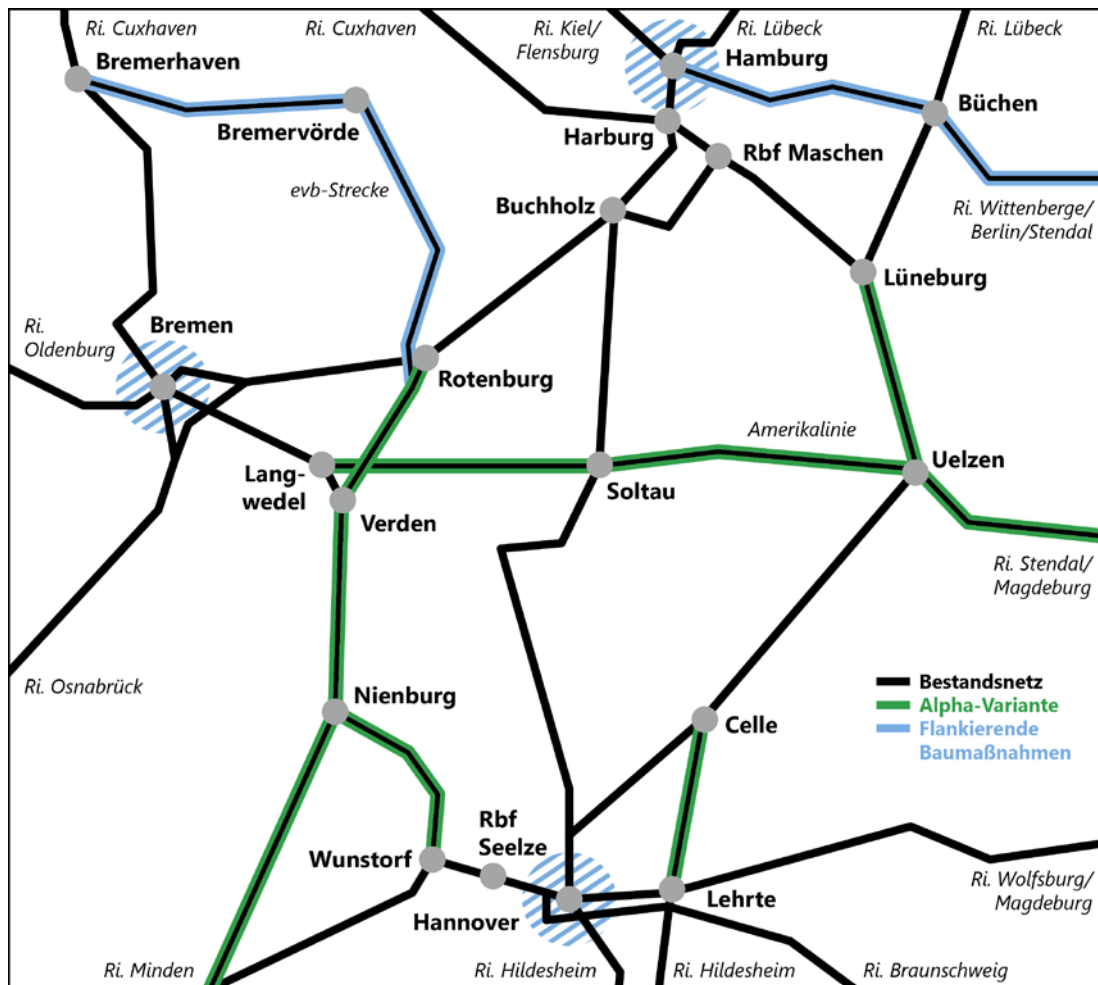 Ri. Cuxhaven
Ri. Cuxhaven
Ri. Kiel/
Flensburg
Ri. Lübeck
Ri. Lübeck
Bremerhaven
Hamburg
Bremervörde
Büchen
Harburg
Rbf Maschen
evb-Strecke
Buchholz
Ri. Wittenberge/
Berlin/Stendal
Lüneburg
Ri.
Oldenburg
Bremen
Rotenburg
Amerikalinie
Lang-
wedel
Verden
Soltau
Uelzen
Ri. Stendal/
Magdeburg
Ri. Osnabrück
Nienburg
Celle
Bestandsnetz
Alpha-Variante
Flankierende
Baumaßnahmen
Rbf
Seelze
Wunstorf
Hannover
Lehrte
Ri. Wolfsburg/
Magdeburg
Ri. Minden
Ri. Hildesheim
Ri. Hildesheim
Ri. Braunschweig